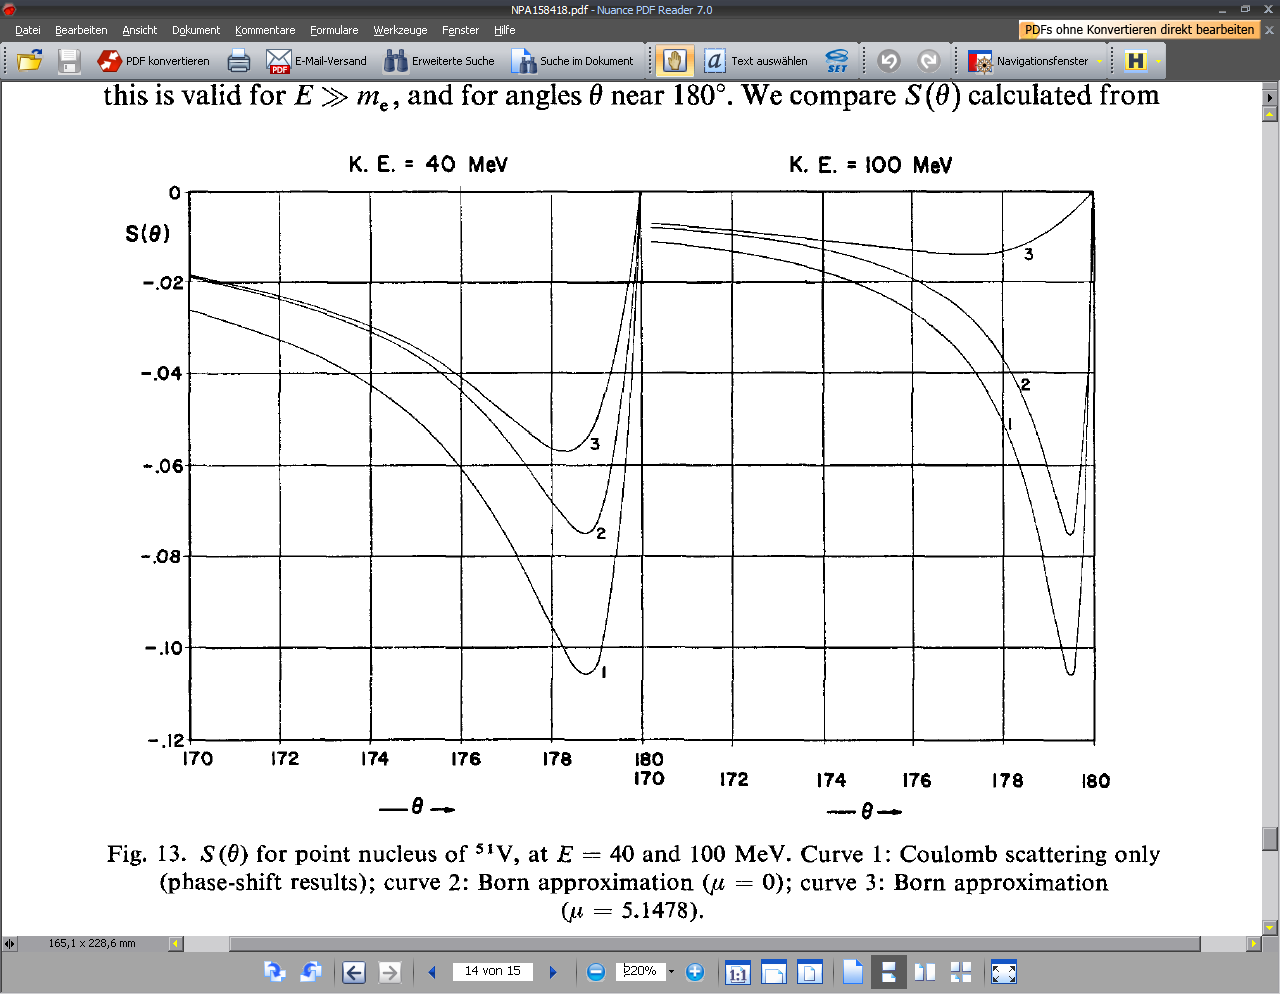 NPA158418.pdf - Nuance PDF Reader 7.0
Datei Bearbeiten Ansicht Dokument Kommentare Formulare Werkzeuge Fenster Hilfe PDFs ohne Konvertieren direkt bearbeiten
PDF konvertieren E-Mail-Versand Erweiterte Suche Suche im Dokument Text auswählen SET Navigationsfenster H
this is valid for E ≫ mₑ, and for angles θ near 180°. We compare S(θ) calculated from
K. E. = 40 MeV K. E. = 100 MeV
0
S(θ)
3
-.02
-.04
2
1
3
-.06
2
-.08
-.10
1
-.12
170 172 174 176 178 180
170 172 174 176 178 180
— θ → — θ →
Fig. 13. S(θ) for point nucleus of ⁵¹V, at E = 40 and 100 MeV. Curve 1: Coulomb scattering only
(phase-shift results); curve 2: Born approximation (μ = 0); curve 3: Born approximation
(μ = 5.1478).
165,1 x 228,6 mm
14 von 15 220% 1:1